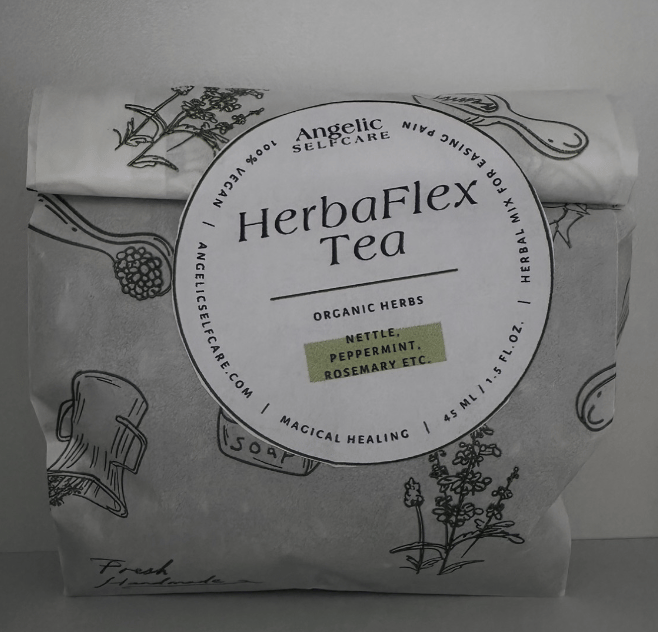 Angelic
SELFCARE
HerbaFlex
Tea
ORGANIC HERBS
NETTLE,
PEPPERMINT,
ROSEMARY ETC.
100% VEGAN | ANGELICSELFCARE.COM | MAGICAL HEALING | 45 ML / 1.5 FL.OZ. | HERBAL MIX FOR EASING PAIN
SOAP
Fresh
Handmade